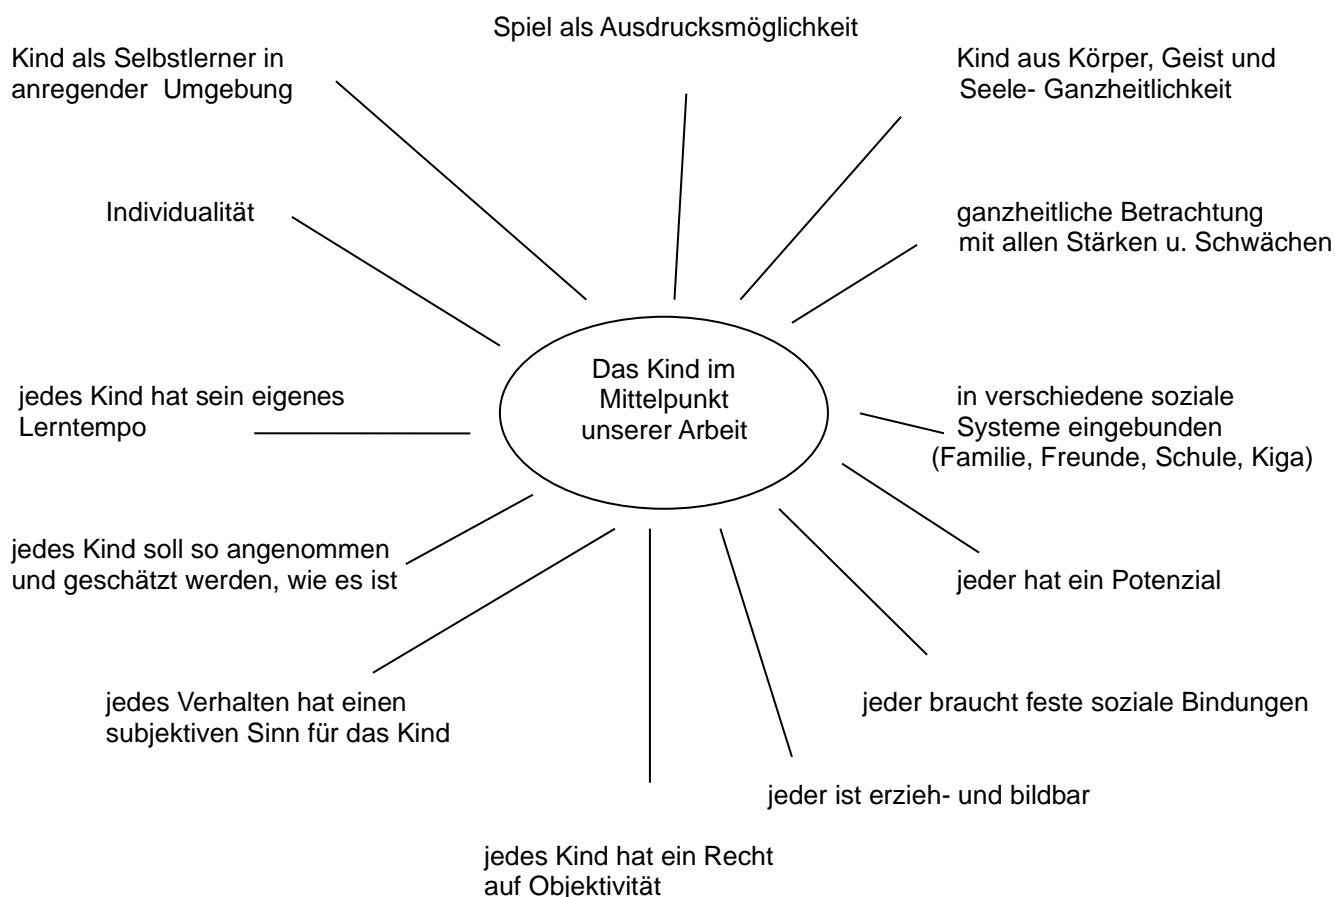 Spiel als Ausdrucksmöglichkeit
Kind als Selbstlerner in
anregender Umgebung
Kind aus Körper, Geist und
Seele- Ganzheitlichkeit
Individualität
ganzheitliche Betrachtung
mit allen Stärken u. Schwächen
Das Kind im
Mittelpunkt
unserer Arbeit
jedes Kind hat sein eigenes
Lerntempo
in verschiedene soziale
Systeme eingebunden
(Familie, Freunde, Schule, Kiga)
jedes Kind soll so angenommen
und geschätzt werden, wie es ist
jeder hat ein Potenzial
jedes Verhalten hat einen
subjektiven Sinn für das Kind
jeder braucht feste soziale Bindungen
jeder ist erzieh- und bildbar
jedes Kind hat ein Recht
auf Objektivität